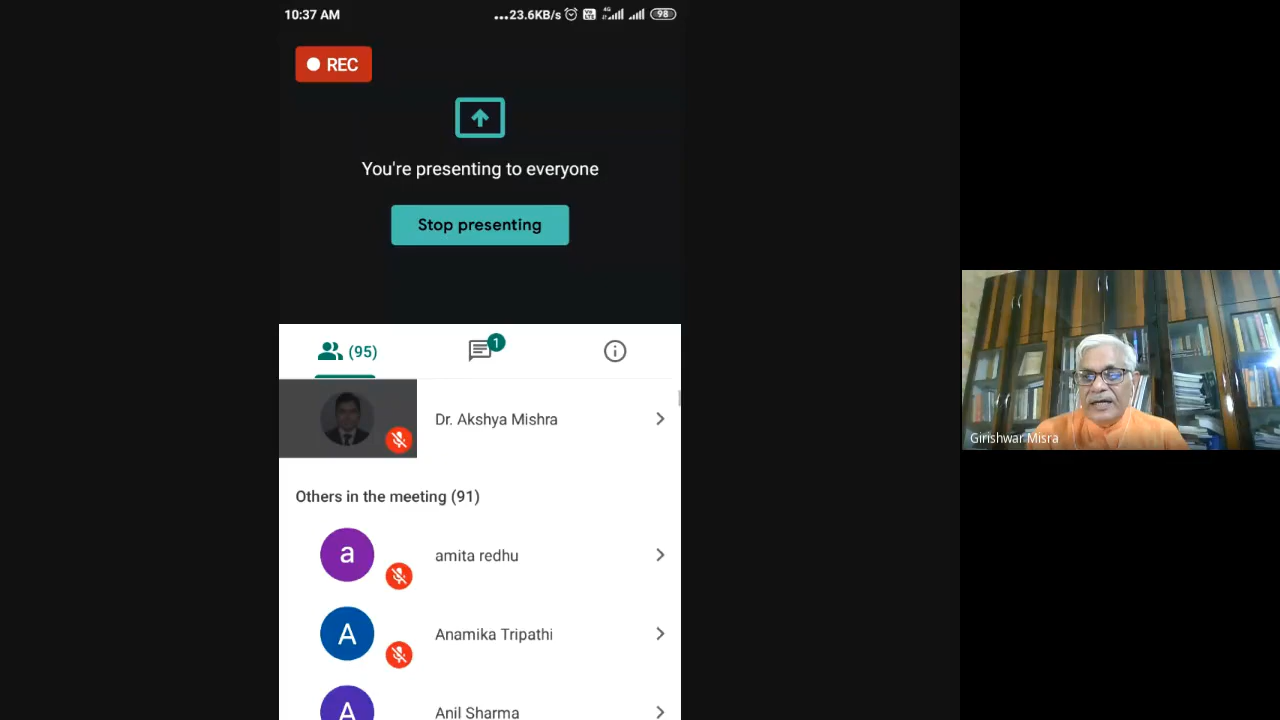 10:37 AM
...23.6KB/s 4G 98
REC
You're presenting to everyone
Stop presenting
(95)
1
Dr. Akshya Mishra
Others in the meeting (91)
a
amita redhu
A
Anamika Tripathi
A
Anil Sharma
Girishwar Misra